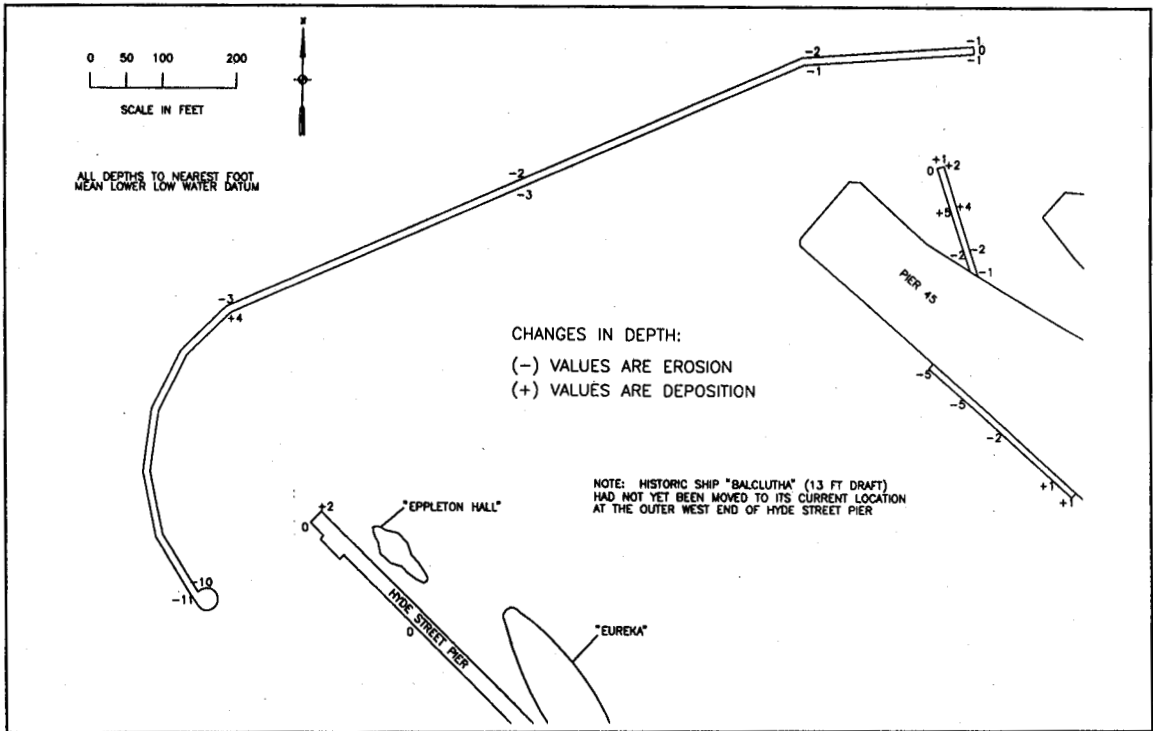 0 50 100 200
SCALE IN FEET
N
ALL DEPTHS TO NEAREST FOOT
MEAN LOWER LOW WATER DATUM
-1
0
-1
-2
-1
-2
-3
-3
+4
-10
-11
+1
0
+2
+4
+5
-2
-2
-1
PIER 45
-5
-5
-2
+1
+1
CHANGES IN DEPTH:
(-) VALUES ARE EROSION
(+) VALUES ARE DEPOSITION
NOTE: HISTORIC SHIP "BALCLUTHA" (13 FT DRAFT)
HAD NOT YET BEEN MOVED TO ITS CURRENT LOCATION
AT THE OUTER WEST END OF HYDE STREET PIER
+2
0
"EPPLETON HALL"
HYDE STREET PIER
0
"EUREKA"